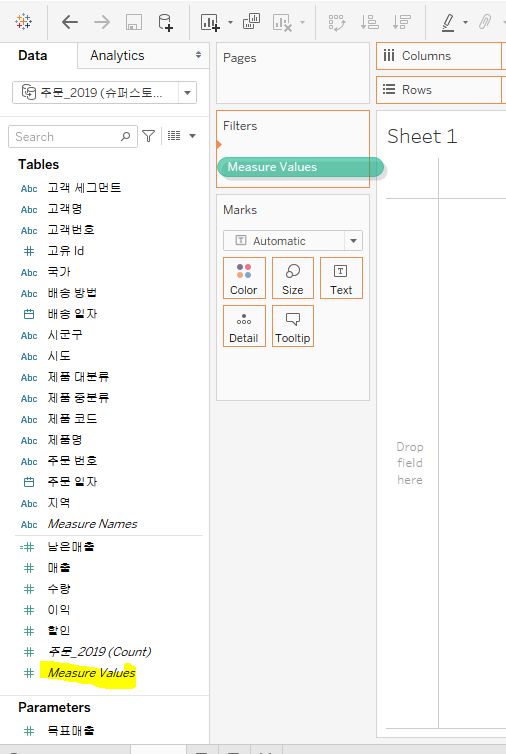 Data
Analytics
주문_2019 (슈퍼스토...
Search
Tables
Abc 고객 세그먼트
Abc 고객명
Abc 고객번호
# 고유 Id
Abc 국가
Abc 배송 방법
배송 일자
Abc 시군구
Abc 시도
Abc 제품 대분류
Abc 제품 중분류
Abc 제품 코드
Abc 제품명
Abc 주문 번호
주문 일자
Abc 지역
Abc Measure Names
=# 남은매출
# 매출
# 수량
# 이익
# 할인
# 주문_2019 (Count)
# Measure Values
Parameters
# 목표매출
Pages
Filters
Measure Values
Marks
T Automatic
Color
Size
T Text
Detail
Tooltip
Columns
Rows
Sheet 1
Drop
field
here